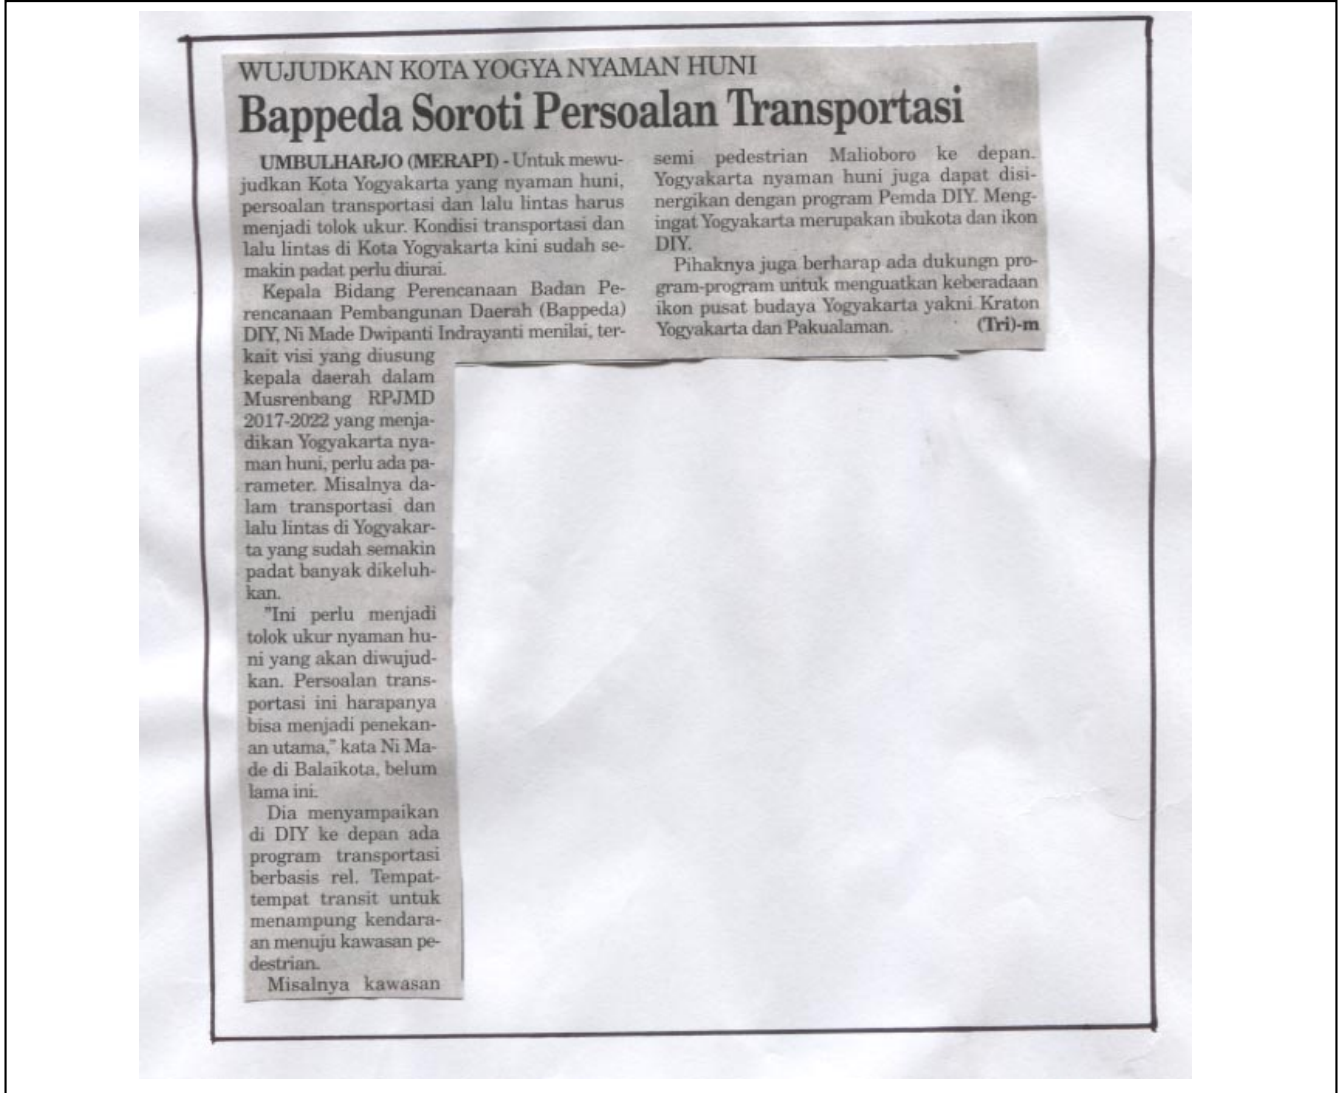 WUJUDKAN KOTA YOGYA NYAMAN HUNI
Bappeda Soroti Persoalan Transportasi
UMBULHARJO (MERAPI) - Untuk mewu-
judkan Kota Yogyakarta yang nyaman huni,
persoalan transportasi dan lalu lintas harus
menjadi tolok ukur. Kondisi transportasi dan
lalu lintas di Kota Yogyakarta kini sudah se-
makin padat perlu diurai.
Kepala Bidang Perencanaan Badan Pe-
rencanaan Pembangunan Daerah (Bappeda)
DIY, Ni Made Dwipanti Indrayanti menilai, ter-
kait visi yang diusung
kepala daerah dalam
Musrenbang RPJMD
2017-2022 yang menja-
dikan Yogyakarta nya-
man huni, perlu ada pa-
rameter. Misalnya da-
lam transportasi dan
lalu lintas di Yogyakar-
ta yang sudah semakin
padat banyak dikeluh-
kan.
"Ini perlu menjadi
tolok ukur nyaman hu-
ni yang akan diwujud-
kan. Persoalan trans-
portasi ini harapanya
bisa menjadi penekan-
an utama," kata Ni Ma-
de di Balaikota, belum
lama ini.
Dia menyampaikan
di DIY ke depan ada
program transportasi
berbasis rel. Tempat-
tempat transit untuk
menampung kendara-
an menuju kawasan pe-
destrian.
Misalnya kawasan
semi pedestrian Malioboro ke depan.
Yogyakarta nyaman huni juga dapat disi-
nergikan dengan program Pemda DIY. Meng-
ingat Yogyakarta merupakan ibukota dan ikon
DIY.
Pihaknya juga berharap ada dukungn pro-
gram-program untuk menguatkan keberadaan
ikon pusat budaya Yogyakarta yakni Kraton
Yogyakarta dan Pakualaman. (Tri)-m